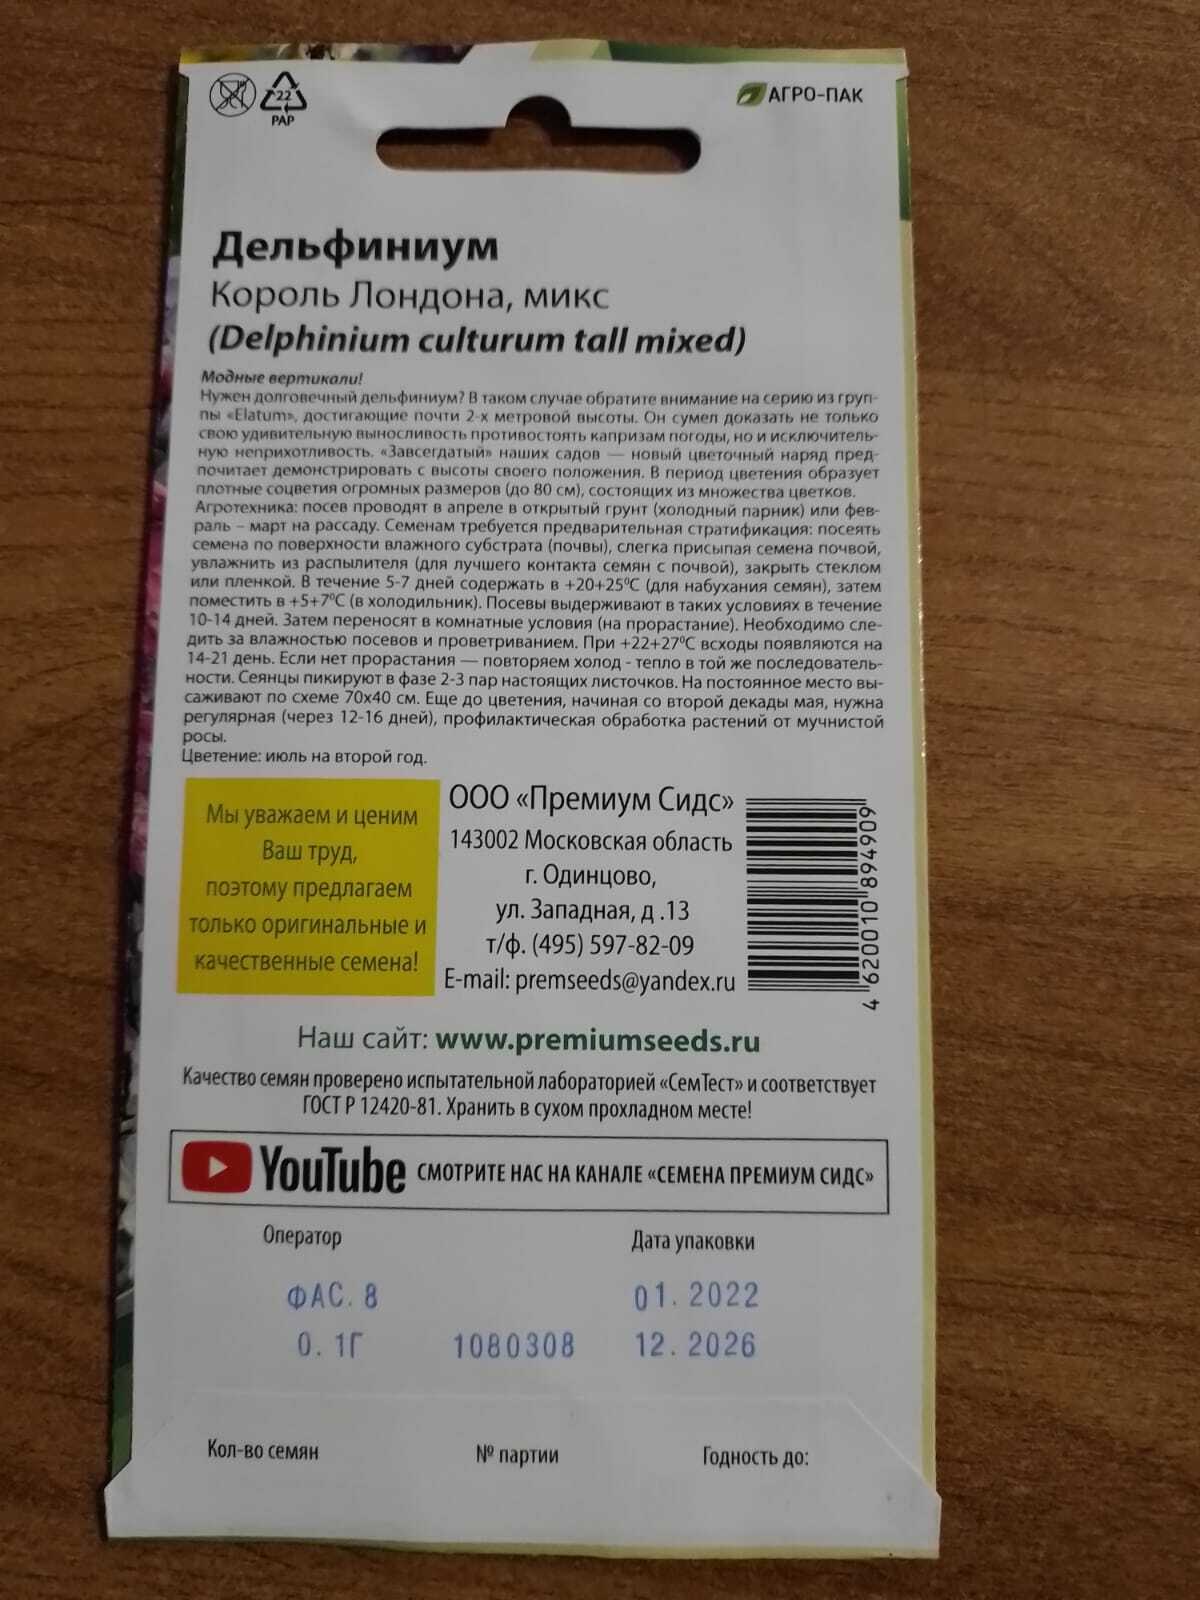 22
PAP
АГРО-ПАК
Дельфиниум
Король Лондона, микс
(Delphinium culturum tall mixed)
Модные вертикали!
Нужен долговечный дельфиниум? В таком случае обратите внимание на серию из груп-
пы «Elatum», достигающие почти 2-х метровой высоты. Он сумел доказать не только
свою удивительную выносливость противостоять капризам погоды, но и исключитель-
ную неприхотливость. «Завсегдатый» наших садов — новый цветочный наряд пред-
почитает демонстрировать с высоты своего положения. В период цветения образует
плотные соцветия огромных размеров (до 80 см), состоящих из множества цветков.
Агротехника: посев проводят в апреле в открытый грунт (холодный парник) или фев-
раль – март на рассаду. Семенам требуется предварительная стратификация: посеять
семена по поверхности влажного субстрата (почвы), слегка присыпая семена почвой,
увлажнить из распылителя (для лучшего контакта семян с почвой), закрыть стеклом
или пленкой. В течение 5-7 дней содержать в +20+25⁰С (для набухания семян), затем
поместить в +5+7⁰С (в холодильник). Посевы выдерживают в таких условиях в течение
10-14 дней. Затем переносят в комнатные условия (на прорастание). Необходимо сле-
дить за влажностью посевов и проветриванием. При +22+27⁰С всходы появляются на
14-21 день. Если нет прорастания — повторяем холод - тепло в той же последователь-
ности. Сеянцы пикируют в фазе 2-3 пар настоящих листочков. На постоянное место вы-
саживают по схеме 70х40 см. Еще до цветения, начиная со второй декады мая, нужна
регулярная (через 12-16 дней), профилактическая обработка растений от мучнистой
росы.
Цветение: июль на второй год.
Мы уважаем и ценим
Ваш труд,
поэтому предлагаем
только оригинальные и
качественные семена!
ООО «Премиум Сидс»
143002 Московская область
г. Одинцово,
ул. Западная, д .13
т/ф. (495) 597-82-09
E-mail: premseeds@yandex.ru
4 620010 894909
Наш сайт: www.premiumseeds.ru
Качество семян проверено испытательной лабораторией «СемТест» и соответствует
ГОСТ Р 12420-81. Хранить в сухом прохладном месте!
YouTube СМОТРИТЕ НАС НА КАНАЛЕ «СЕМЕНА ПРЕМИУМ СИДС»
Оператор Дата упаковки
ФАС. 8 01. 2022
0. 1Г 1080308 12. 2026
Кол-во семян № партии Годность до: